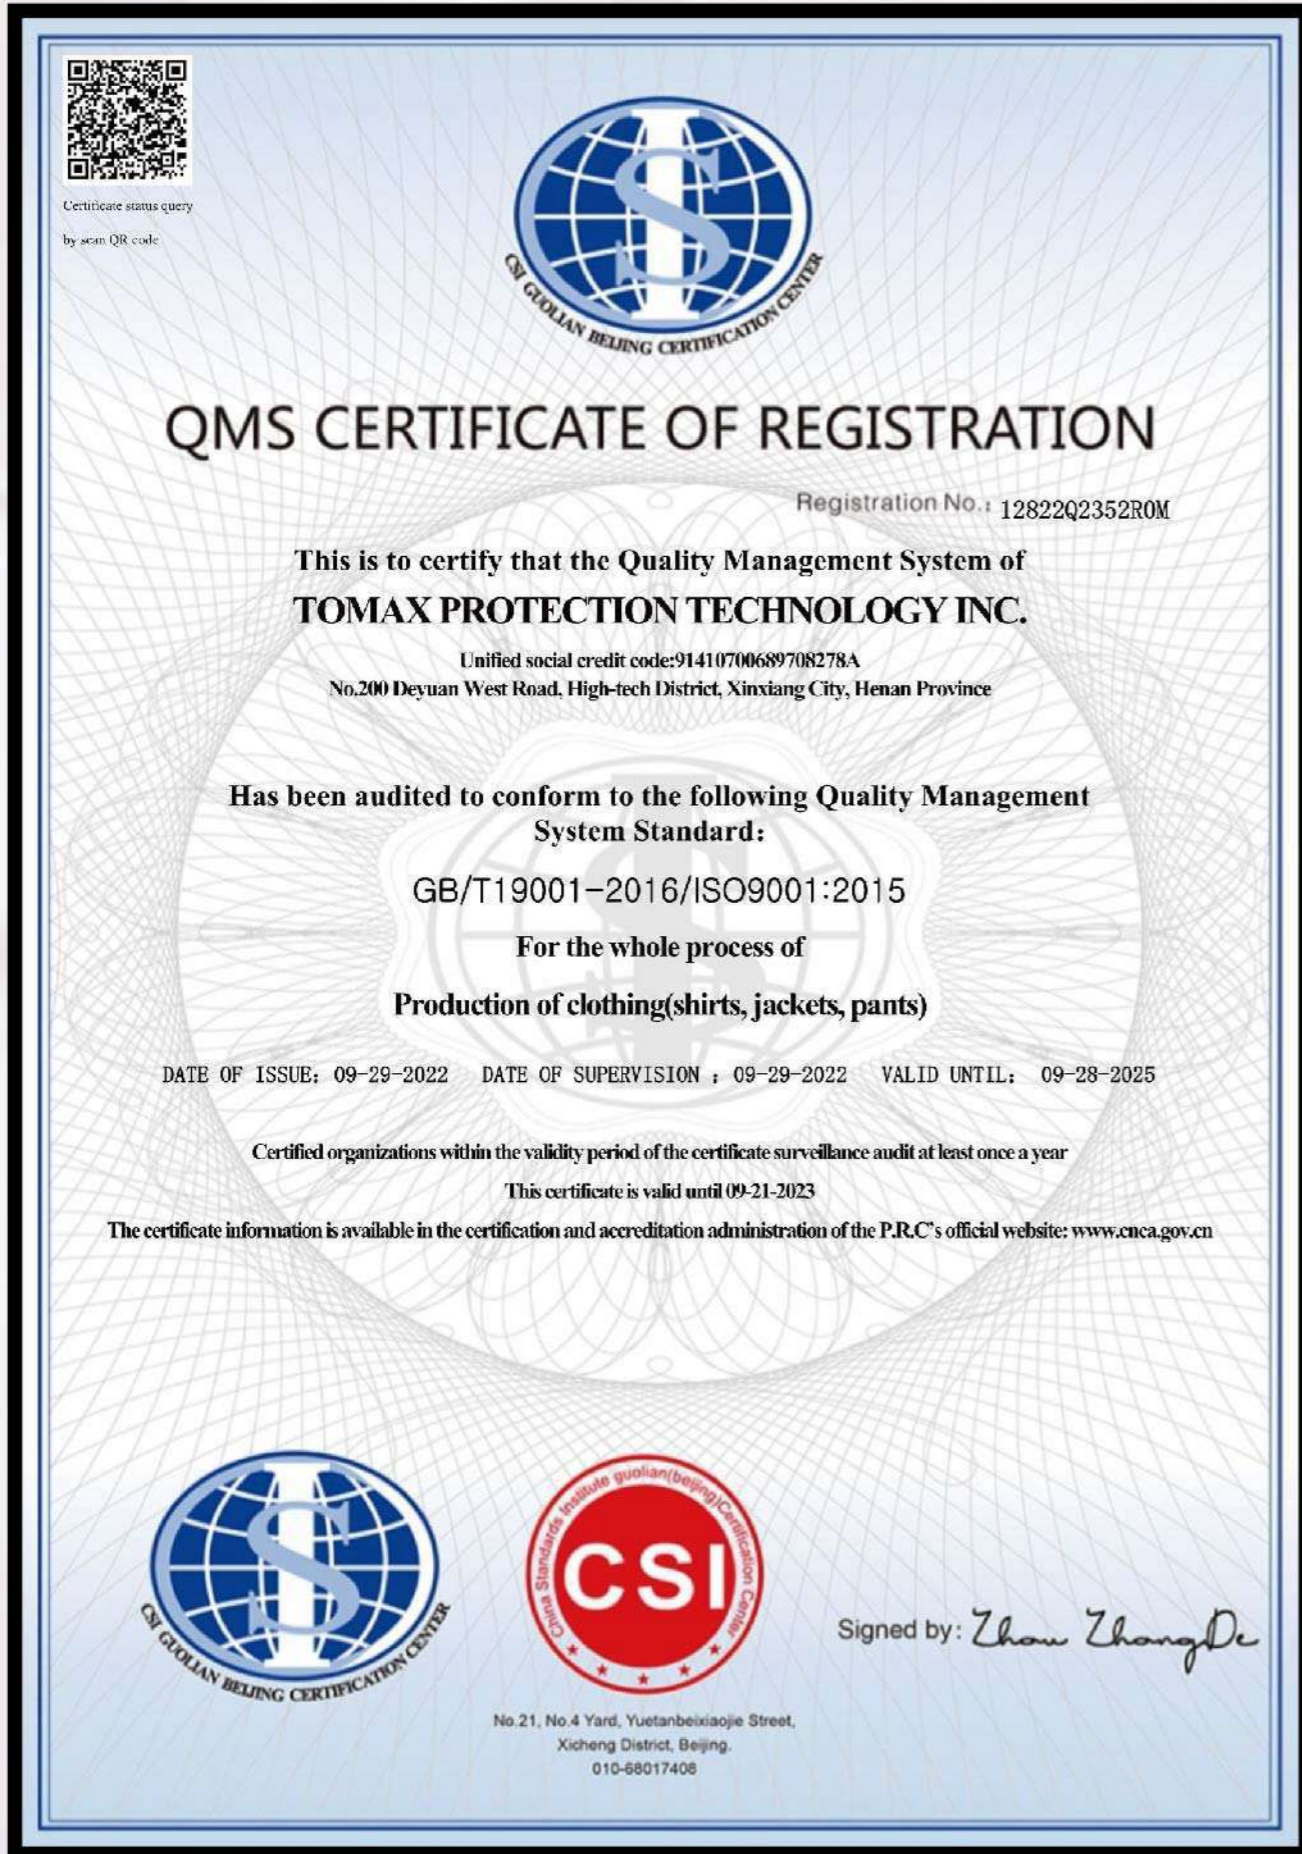 Certificate status query
by scan QR code
IS
CSI GUOLIAN BEIJING CERTIFICATION CENTER
QMS CERTIFICATE OF REGISTRATION
Registration No.: 12822Q2352R0M
This is to certify that the Quality Management System of
TOMAX PROTECTION TECHNOLOGY INC.
Unified social credit code:91410700689708278A
No.200 Deyuan West Road, High-tech District, Xinxiang City, Henan Province
Has been audited to conform to the following Quality Management
System Standard:
GB/T19001-2016/ISO9001:2015
For the whole process of
Production of clothing(shirts, jackets, pants)
DATE OF ISSUE: 09-29-2022 DATE OF SUPERVISION : 09-29-2022 VALID UNTIL: 09-28-2025
Certified organizations within the validity period of the certificate surveillance audit at least once a year
This certificate is valid until 09-21-2023
The certificate information is available in the certification and accreditation administration of the P.R.C's official website: www.cnca.gov.cn
IS
CSI GUOLIAN BEIJING CERTIFICATION CENTER
China Standards Institute guolian(beijing)Certification Center
CSI
Signed by: Zhou ZhangDe
No.21, No.4 Yard, Yuetanbeixiaojie Street,
Xicheng District, Beijing.
010-68017408